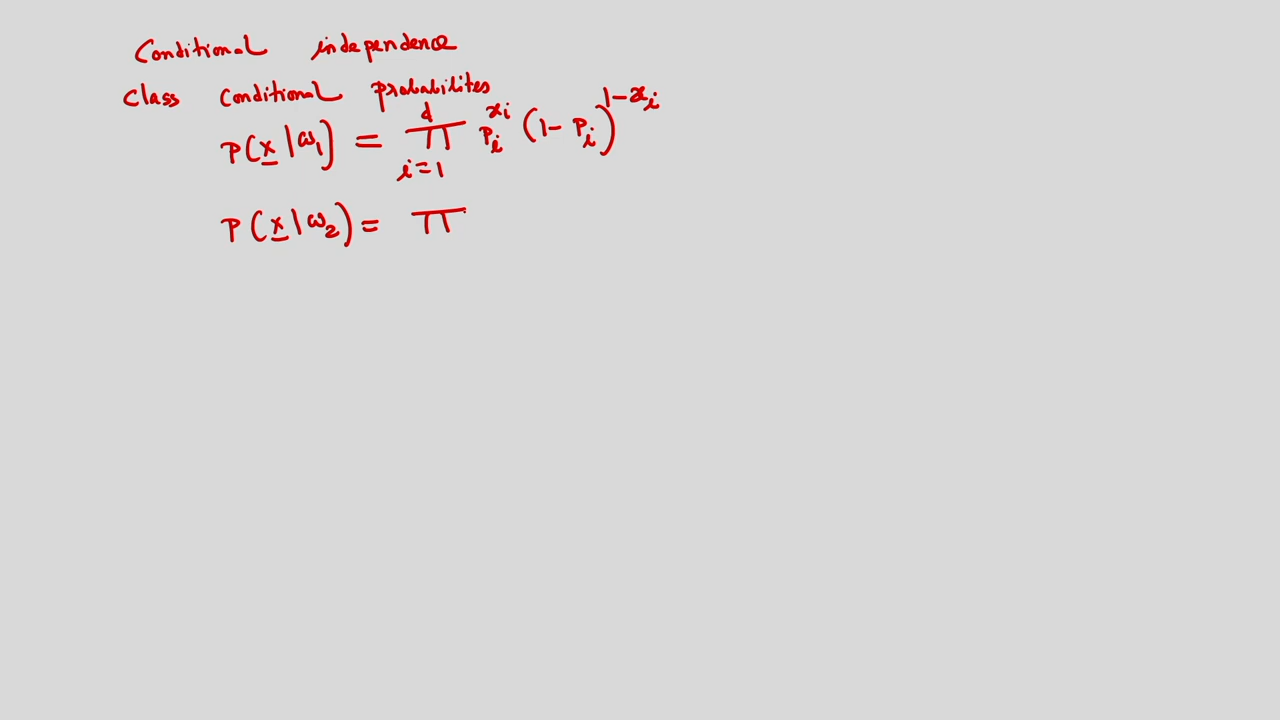 Conditional independence
Class Conditional probabilites
P(x̲ | ω₁) = ∏_{i=1}^{d} p_i^{x_i} (1 - p_i)^{1-x_i}
P(x̲ | ω₂) = ∏